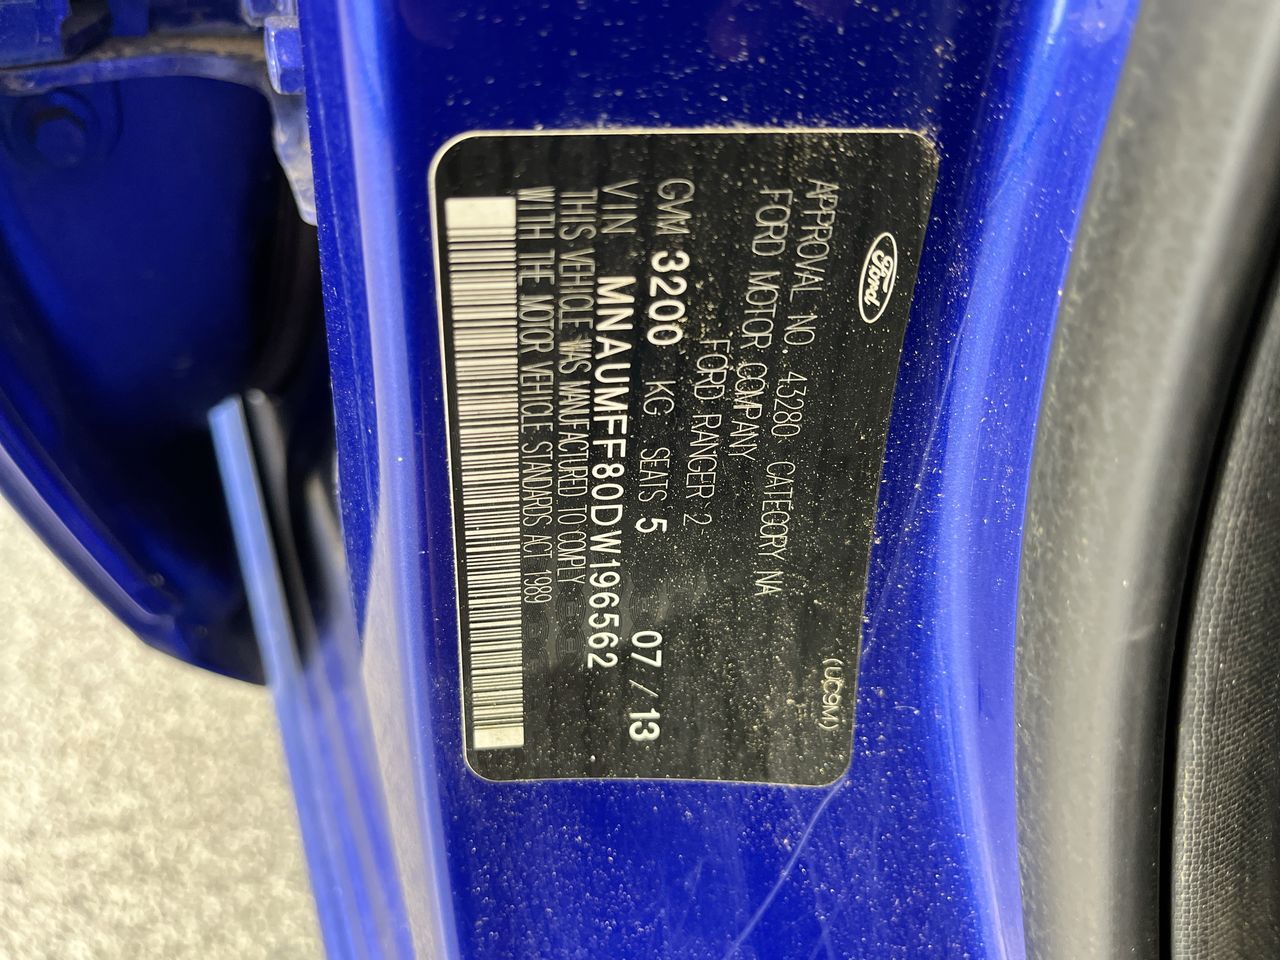 Ford
APPROVAL NO. 43280 CATEGORY NA (UC9M)
FORD MOTOR COMPANY
FORD RANGER 2
GVM 3200 KG SEATS 5 07/13
VIN MNAUMFF80DW196562
THIS VEHICLE WAS MANUFACTURED TO COMPLY
WITH THE MOTOR VEHICLE STANDARDS ACT 1989